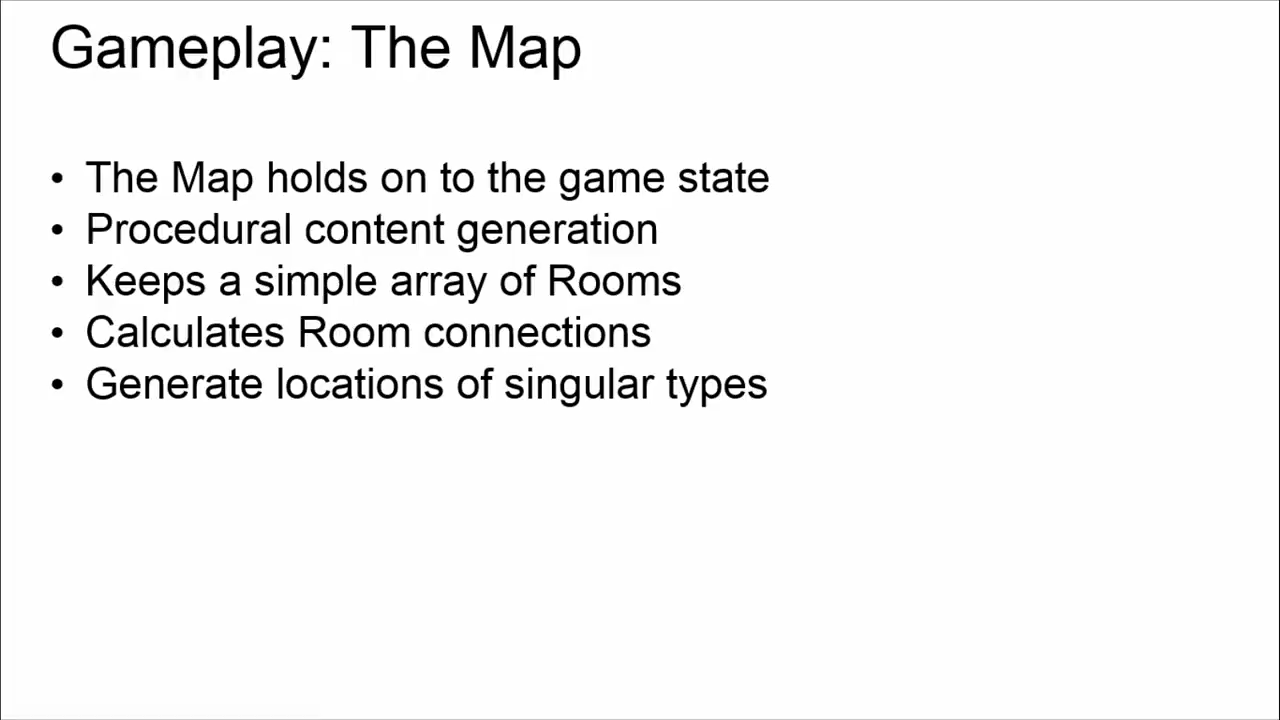 Gameplay: The Map
• The Map holds on to the game state
• Procedural content generation
• Keeps a simple array of Rooms
• Calculates Room connections
• Generate locations of singular types